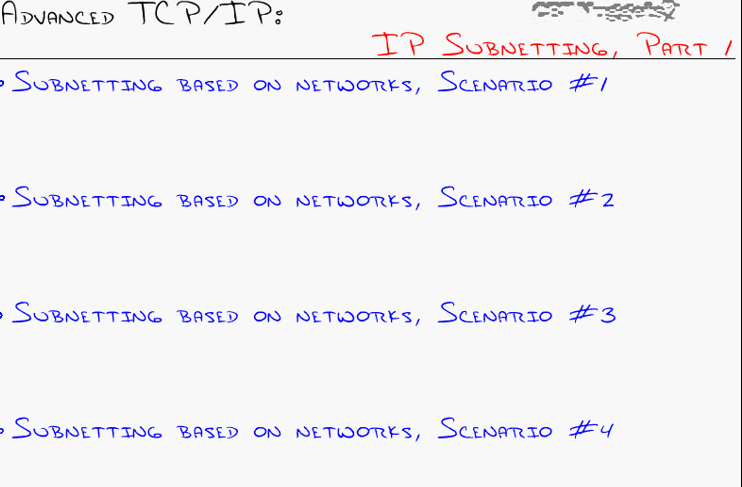 Advanced TCP/IP:
IP Subnetting, Part 1
Subnetting based on networks, Scenario #1
Subnetting based on networks, Scenario #2
Subnetting based on networks, Scenario #3
Subnetting based on networks, Scenario #4